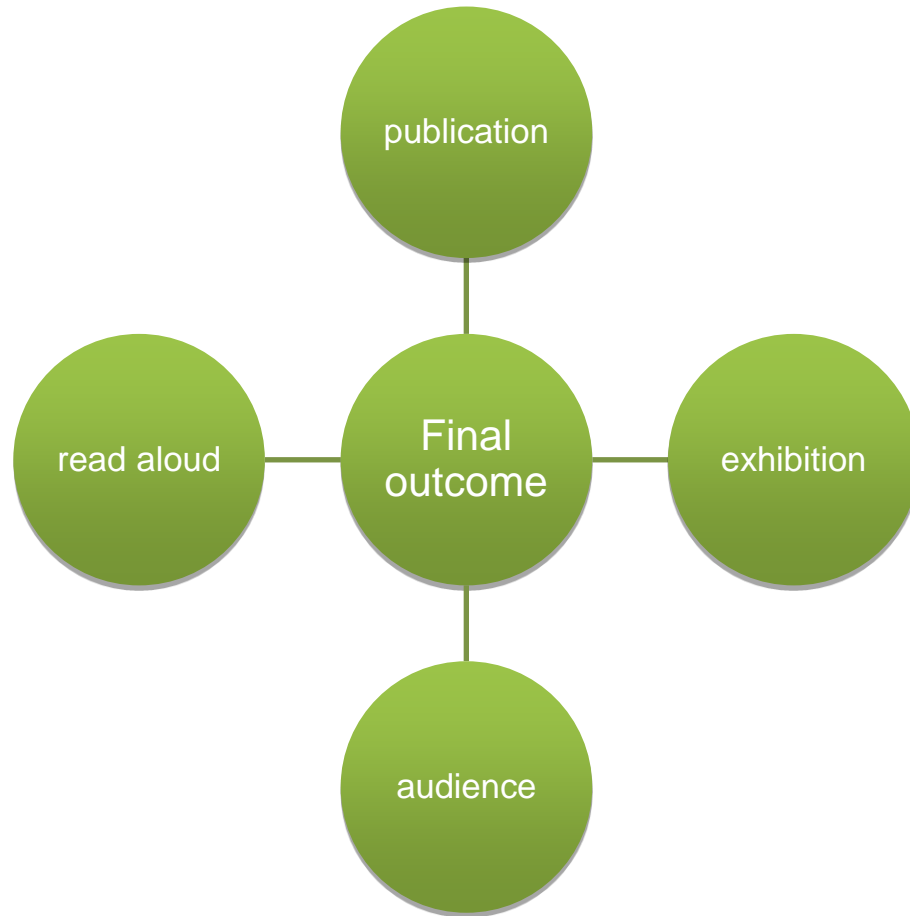 publication
read aloud
Final
outcome
exhibition
audience